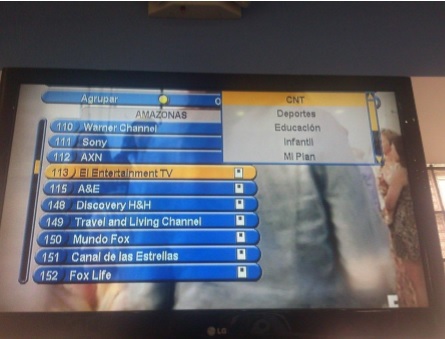 Agrupar
CNT
AMAZONAS
Deportes
Educación
Infantil
Mi Plan
110 Warner Channel
111 Sony
112 AXN
113 E! Entertainment TV
115 A&E
148 Discovery H&H
149 Travel and Living Channel
150 Mundo Fox
151 Canal de las Estrellas
152 Fox Life
LG